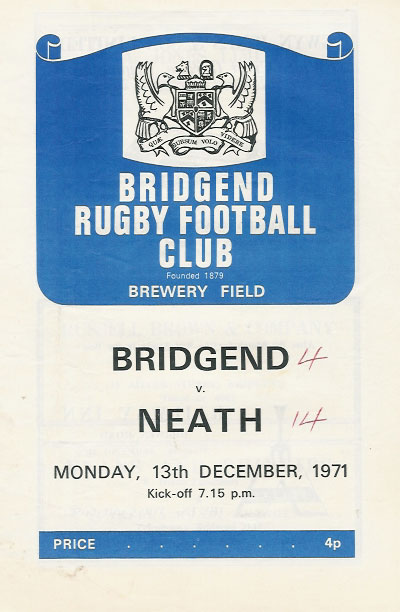 QUÆ SURSUM VOLO VIDERE
BRIDGEND
RUGBY FOOTBALL
CLUB
Founded 1879
BREWERY FIELD
BRIDGEND 4
v.
NEATH 14
MONDAY, 13th DECEMBER, 1971
Kick-off 7.15 p.m.
PRICE . . . . . . 4p